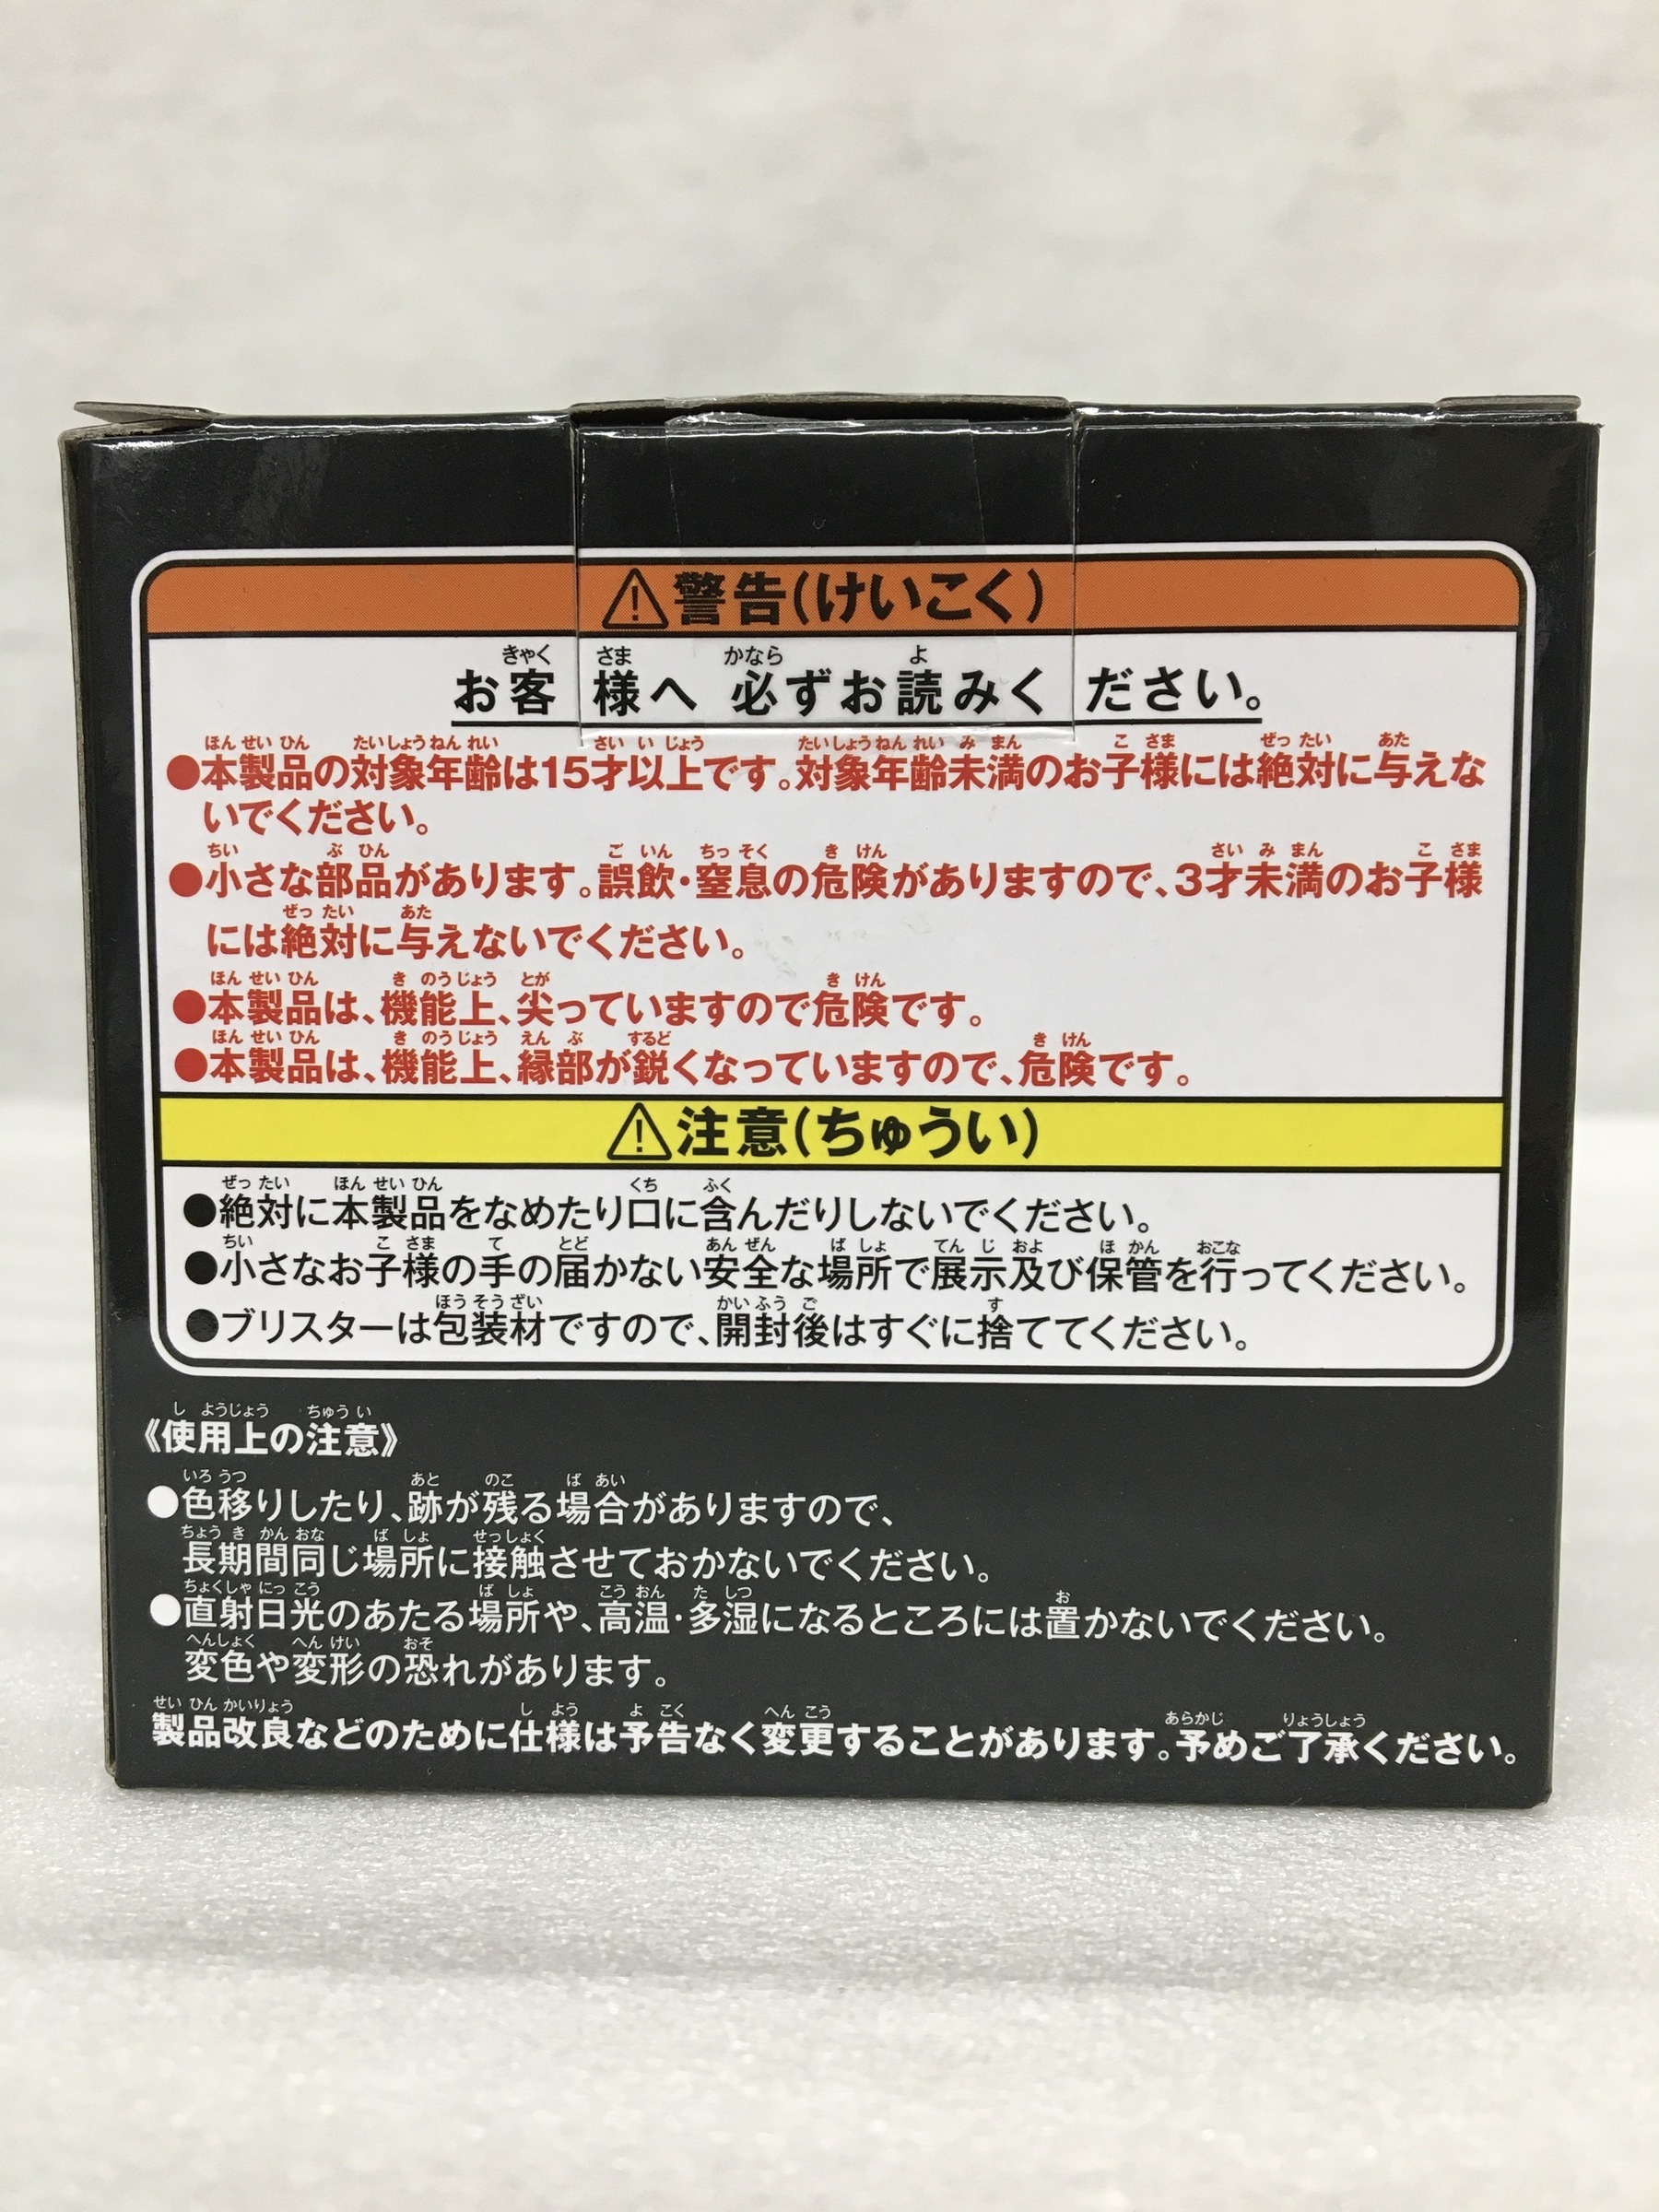 ⚠警告(けいこく)
お客様へ 必ずお読みください。
●本製品の対象年齢は15才以上です。対象年齢未満のお子様には絶対に与えな
いでください。
●小さな部品があります。誤飲・窒息の危険がありますので、3才未満のお子様
には絶対に与えないでください。
●本製品は、機能上、尖っていますので危険です。
●本製品は、機能上、縁部が鋭くなっていますので、危険です。
⚠注意(ちゅうい)
●絶対に本製品をなめたり口に含んだりしないでください。
●小さなお子様の手の届かない安全な場所で展示及び保管を行ってください。
●ブリスターは包装材ですので、開封後はすぐに捨ててください。
《使用上の注意》
●色移りしたり、跡が残る場合がありますので、
長期間同じ場所に接触させておかないでください。
●直射日光のあたる場所や、高温・多湿になるところには置かないでください。
変色や変形の恐れがあります。
製品改良などのために仕様は予告なく変更することがあります。予めご了承ください。